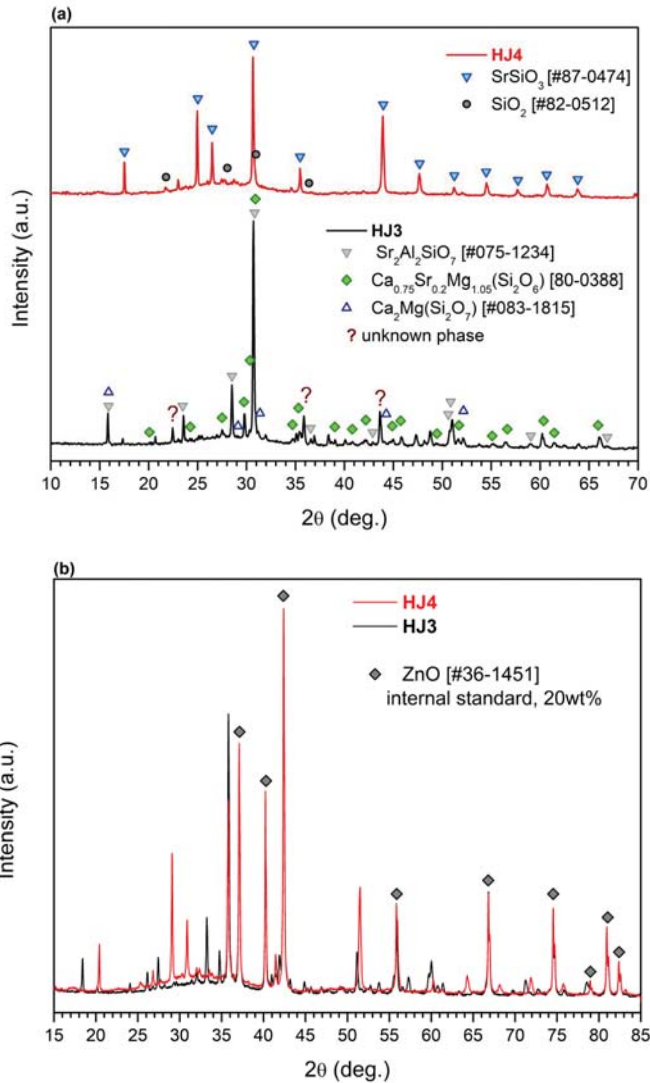 (a)
HJ4
SrSiO₃ [#87-0474]
SiO₂ [#82-0512]
HJ3
Sr₂Al₂SiO₇ [#075-1234]
Ca₀.₇₅Sr₀.₂Mg₁.₀₅(Si₂O₆) [80-0388]
Ca₂Mg(Si₂O₇) [#083-1815]
? unknown phase
? ? ?
Intensity (a.u.)
10 15 20 25 30 35 40 45 50 55 60 65 70
2θ (deg.)
(b)
HJ4
HJ3
ZnO [#36-1451]
internal standard, 20wt%
Intensity (a.u.)
15 20 25 30 35 40 45 50 55 60 65 70 75 80 85
2θ (deg.)